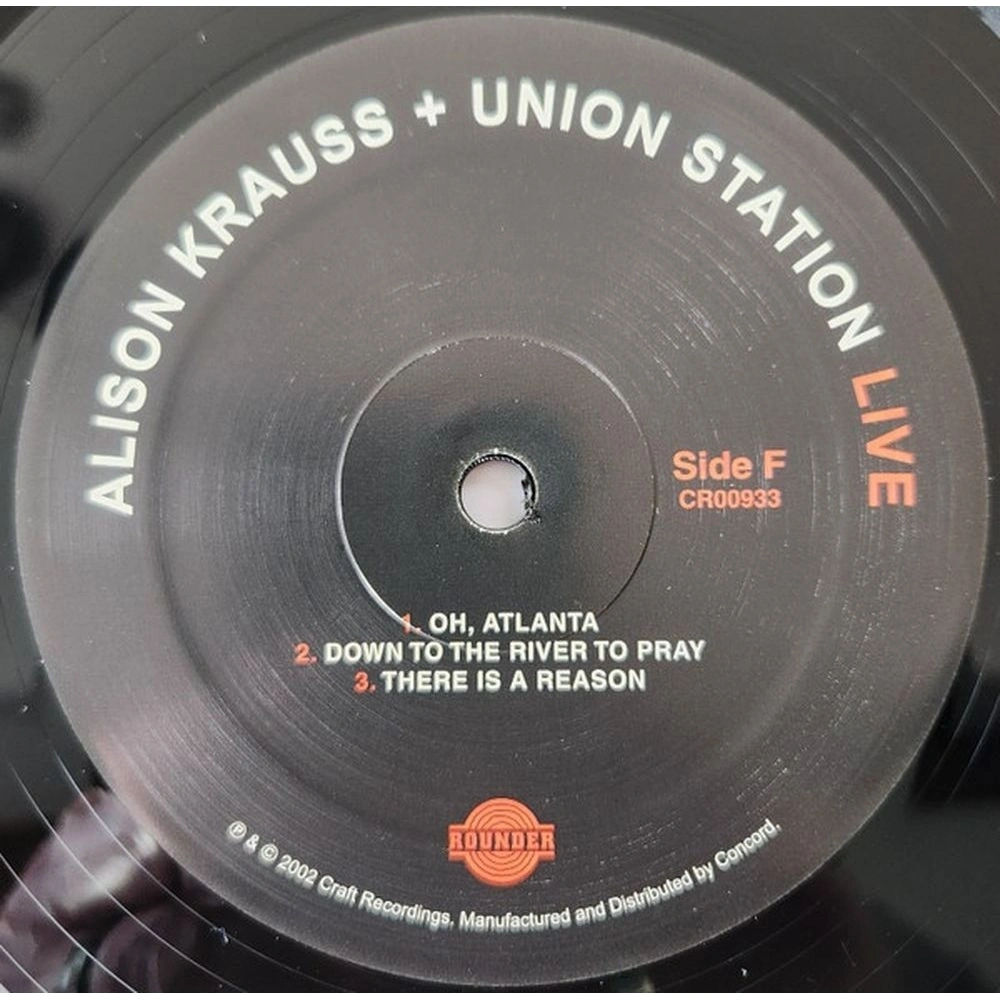 ALISON KRAUSS + UNION STATION LIVE
Side F
CR00933
1. OH, ATLANTA
2. DOWN TO THE RIVER TO PRAY
3. THERE IS A REASON
ROUNDER
℗ & © 2002 Craft Recordings. Manufactured and Distributed by Concord.